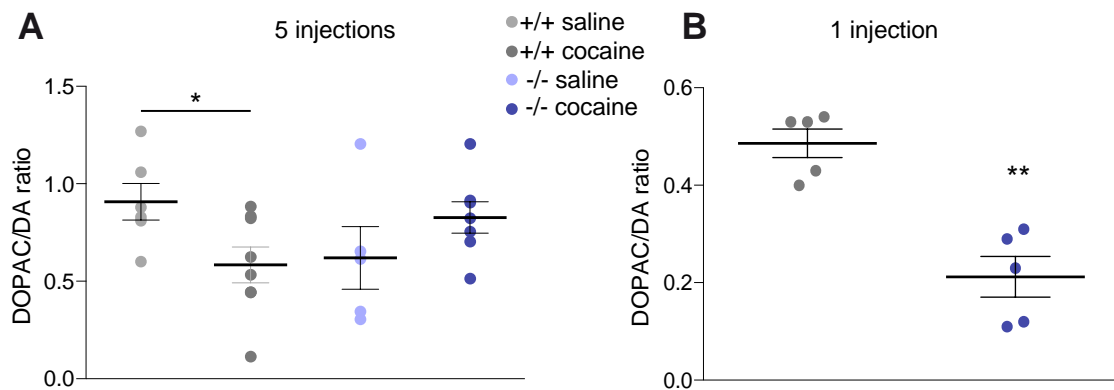 A
5 injections
+/+ saline
+/+ cocaine
-/- saline
-/- cocaine
DOPAC/DA ratio
1.5
1.0
0.5
0.0
*
B
1 injection
DOPAC/DA ratio
0.6
0.4
0.2
0.0
**